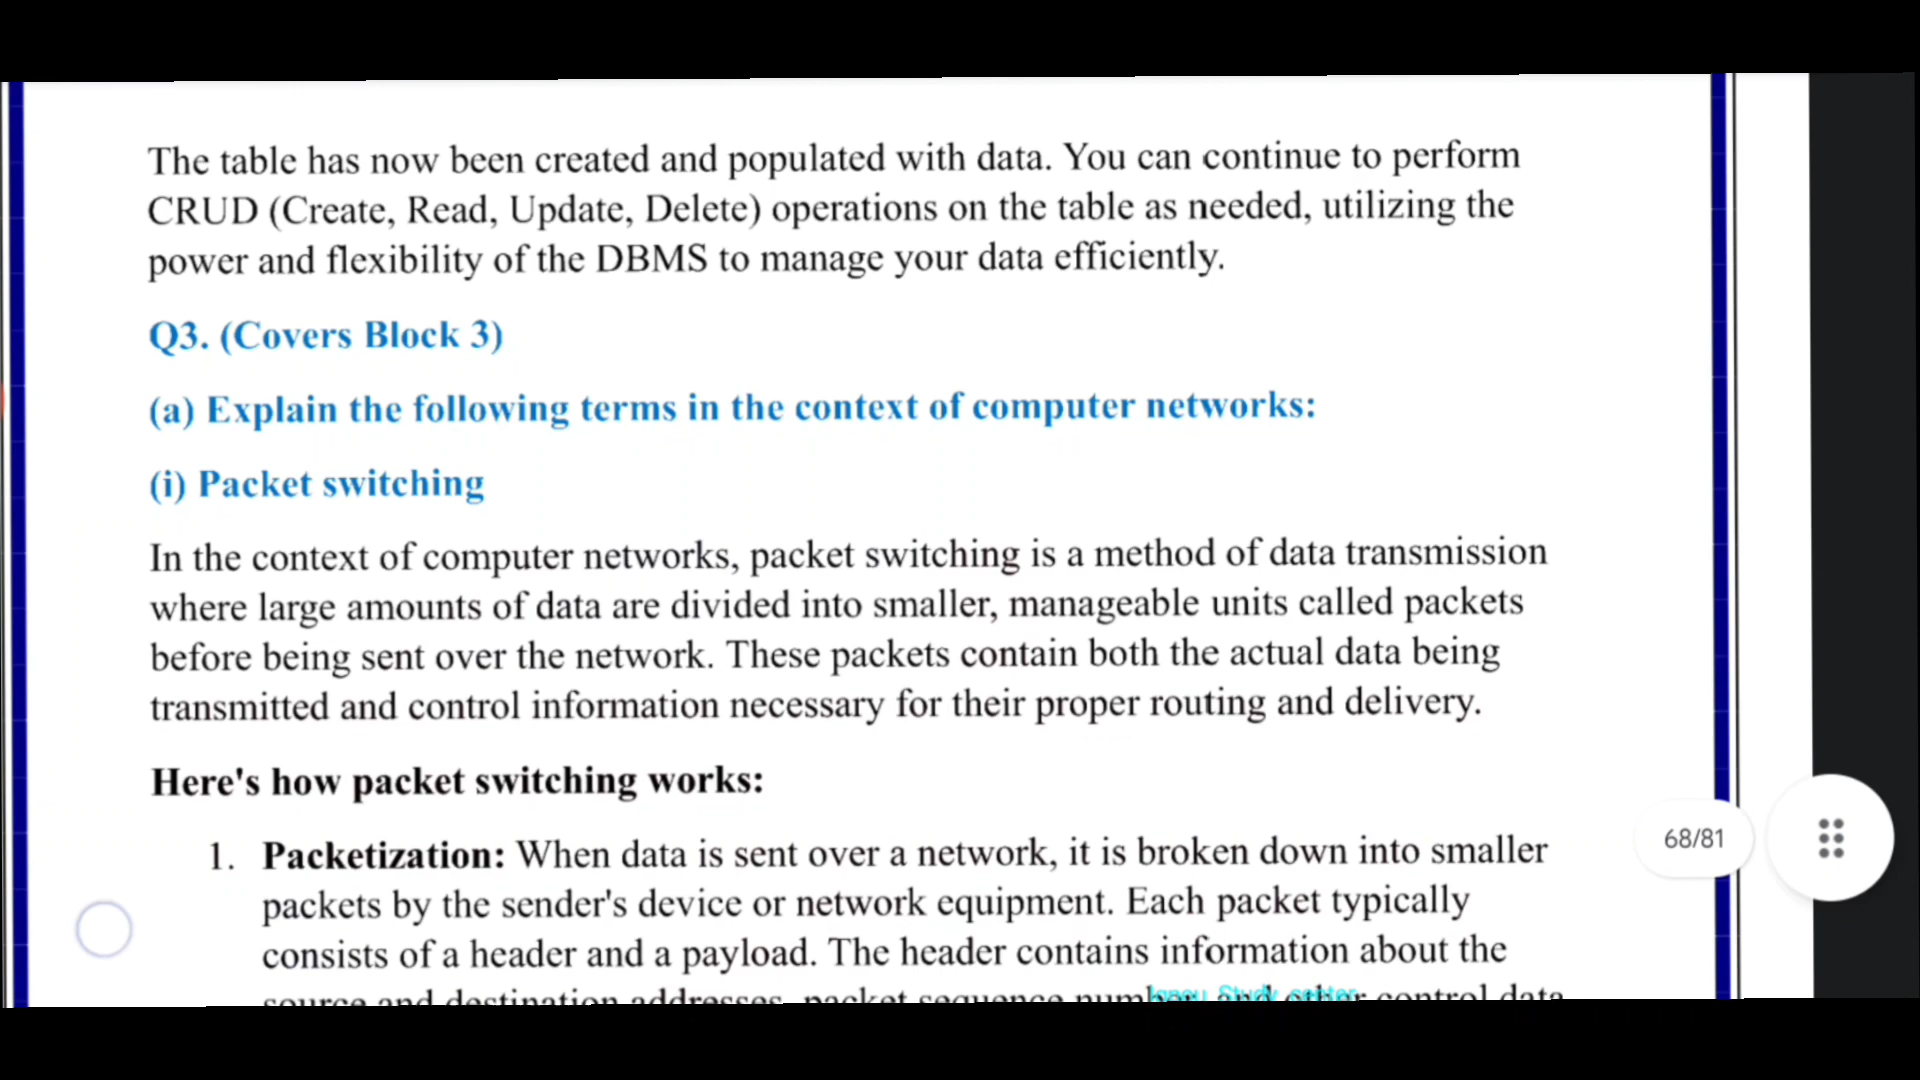 The table has now been created and populated with data. You can continue to perform
CRUD (Create, Read, Update, Delete) operations on the table as needed, utilizing the
power and flexibility of the DBMS to manage your data efficiently.
Q3. (Covers Block 3)
(a) Explain the following terms in the context of computer networks:
(i) Packet switching
In the context of computer networks, packet switching is a method of data transmission
where large amounts of data are divided into smaller, manageable units called packets
before being sent over the network. These packets contain both the actual data being
transmitted and control information necessary for their proper routing and delivery.
Here's how packet switching works:
1. Packetization: When data is sent over a network, it is broken down into smaller
68/81
packets by the sender's device or network equipment. Each packet typically
consists of a header and a payload. The header contains information about the
source and destination addresses, packet sequence number, and other control data
Ignou Study center